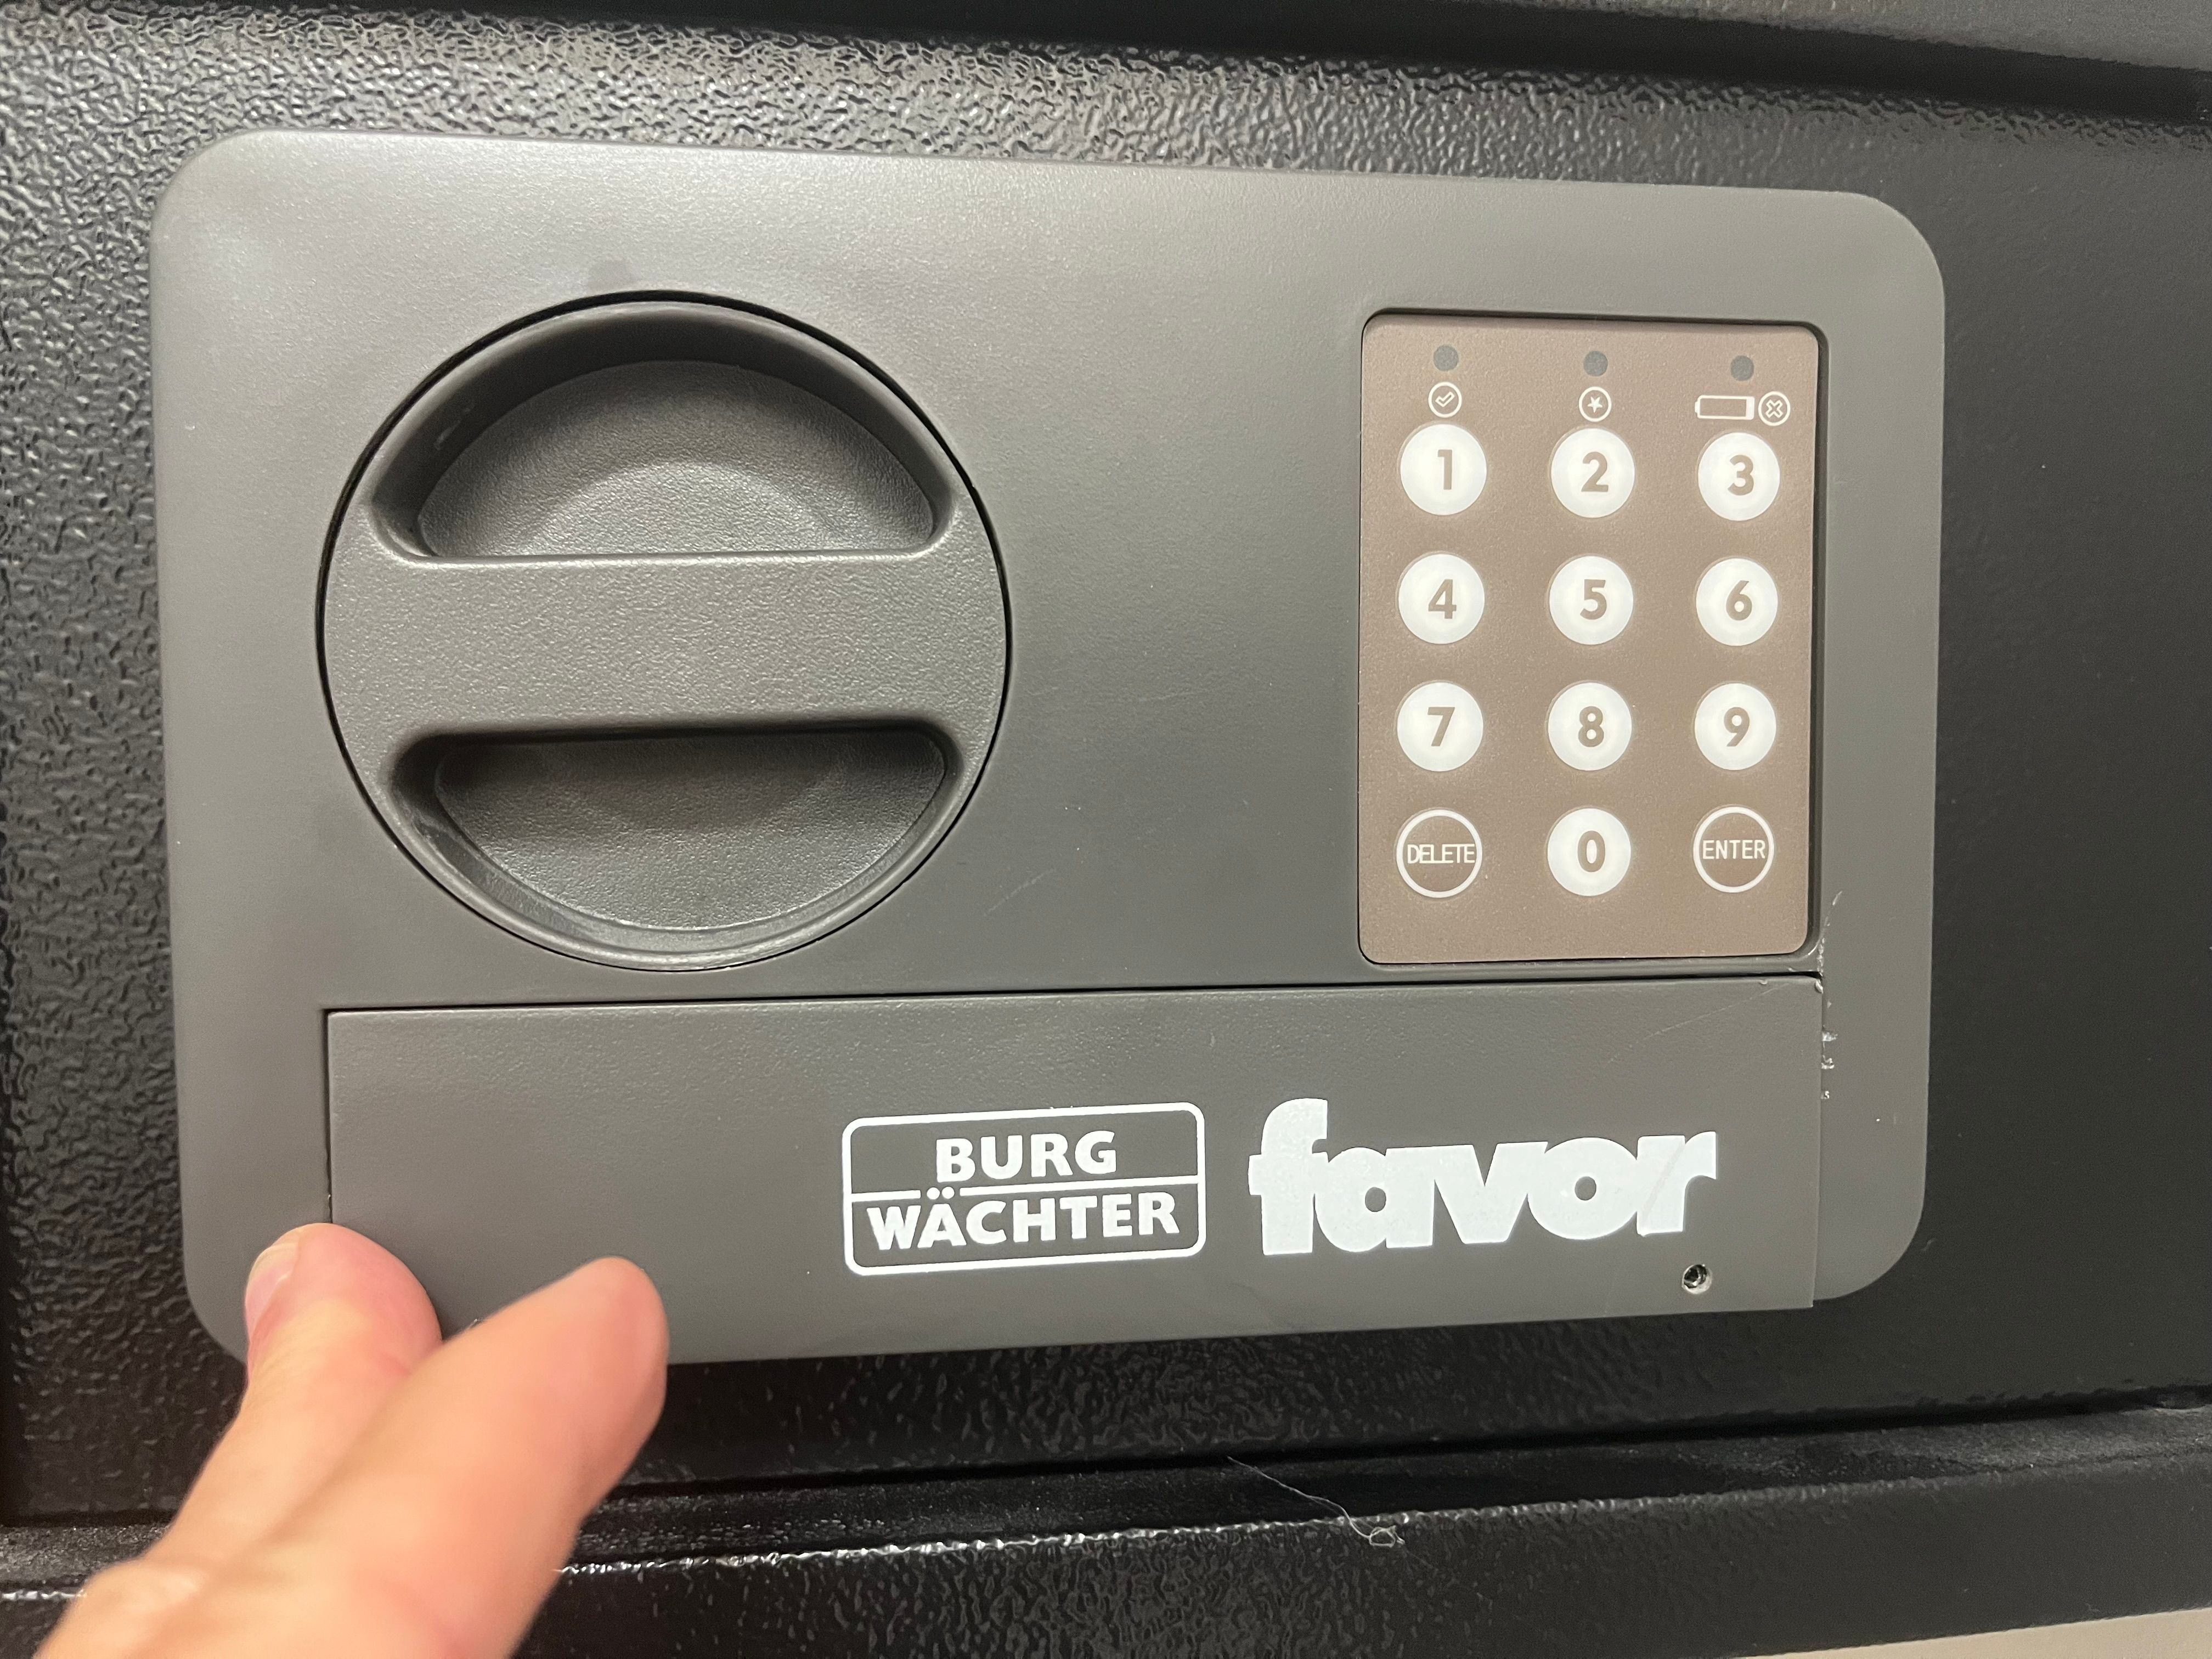 1 2 3
4 5 6
7 8 9
DELETE 0 ENTER
BURG
WÄCHTER
favor